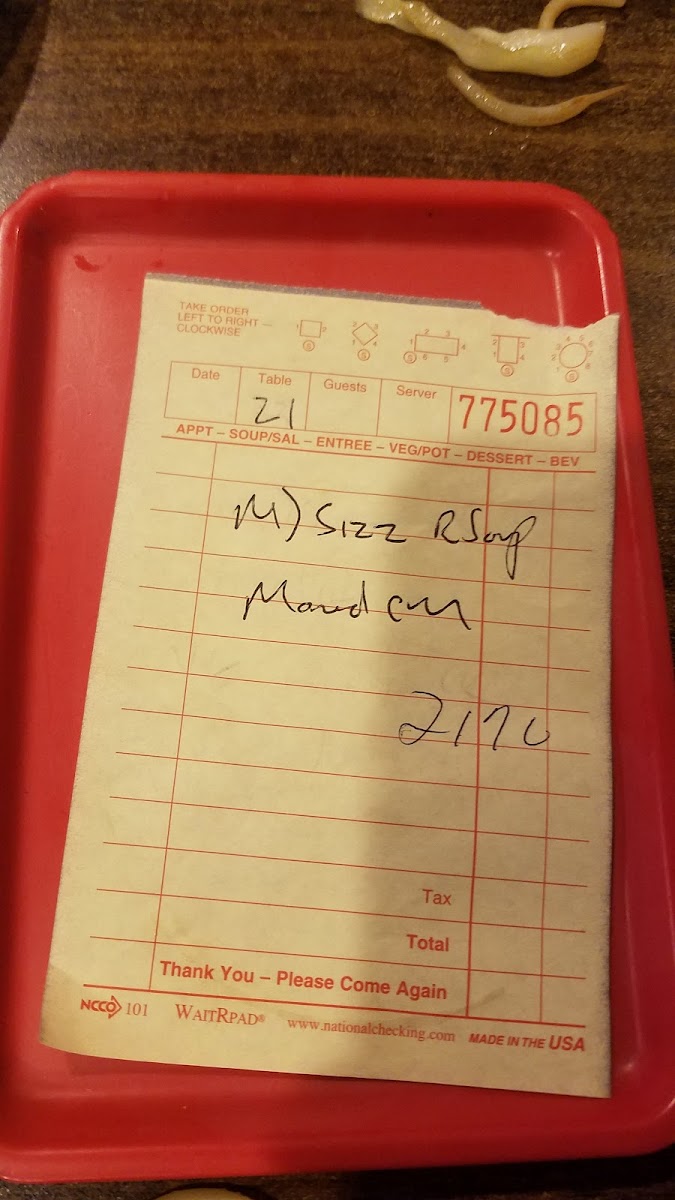 TAKE ORDER
LEFT TO RIGHT –
CLOCKWISE
Date Table Guests Server 775085
21
APPT – SOUP/SAL – ENTREE – VEG/POT – DESSERT – BEV
M) Sizz R Soup
2170
Tax
Total
Thank You – Please Come Again
NCCO 101 WAITRPAD® www.nationalchecking.com MADE IN THE USA